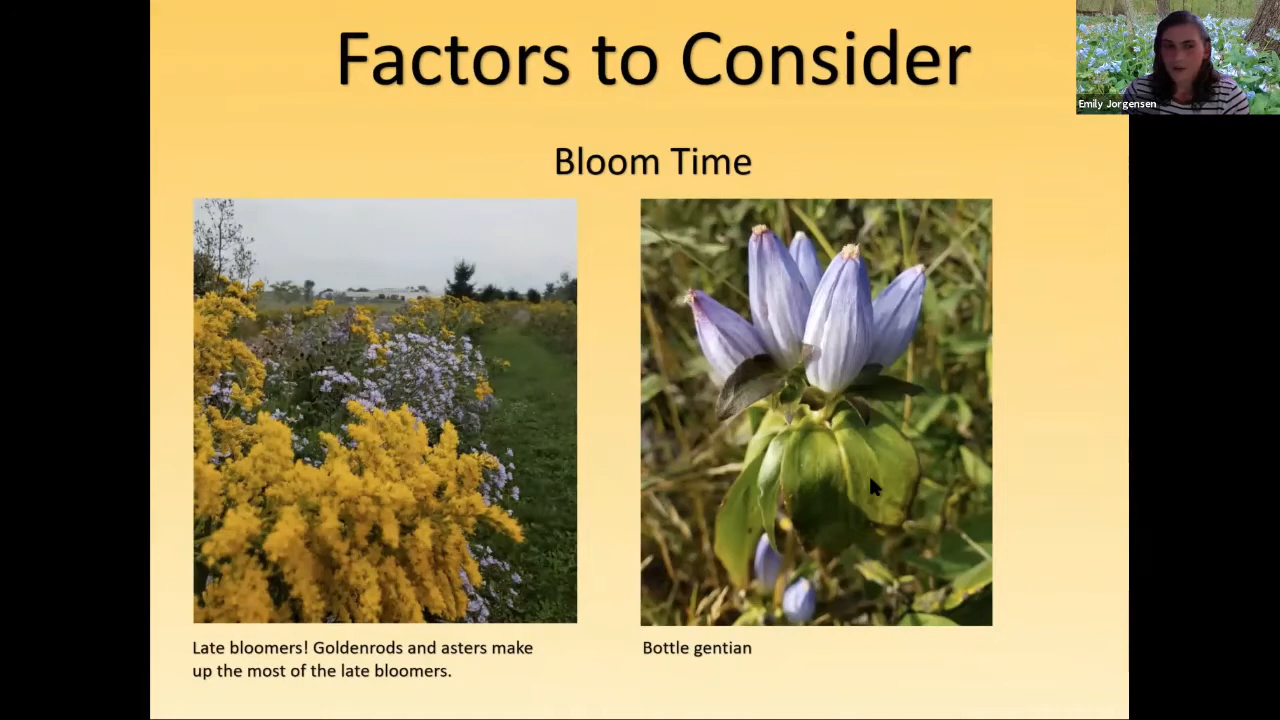 Factors to Consider
Emily Jorgensen
Bloom Time
Late bloomers! Goldenrods and asters make
up the most of the late bloomers.
Bottle gentian